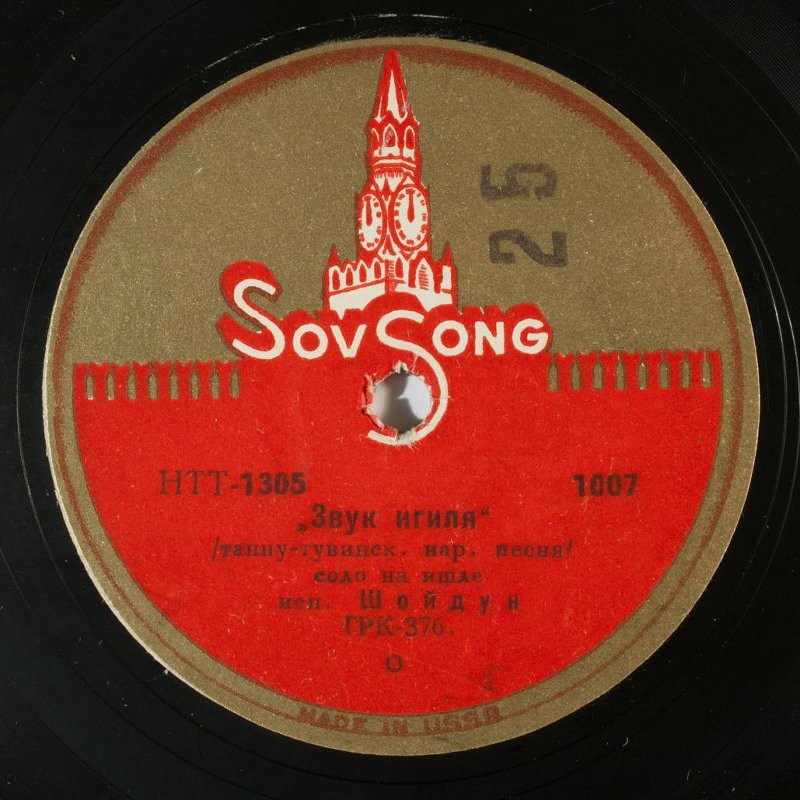 25
SOVSONG
НТТ-1305 1007
„Звук игиля“
/танну-тувинск. нар. песня/
соло на ишле
исп. Шойдун
ГРК-376.
О
MADE IN USSR